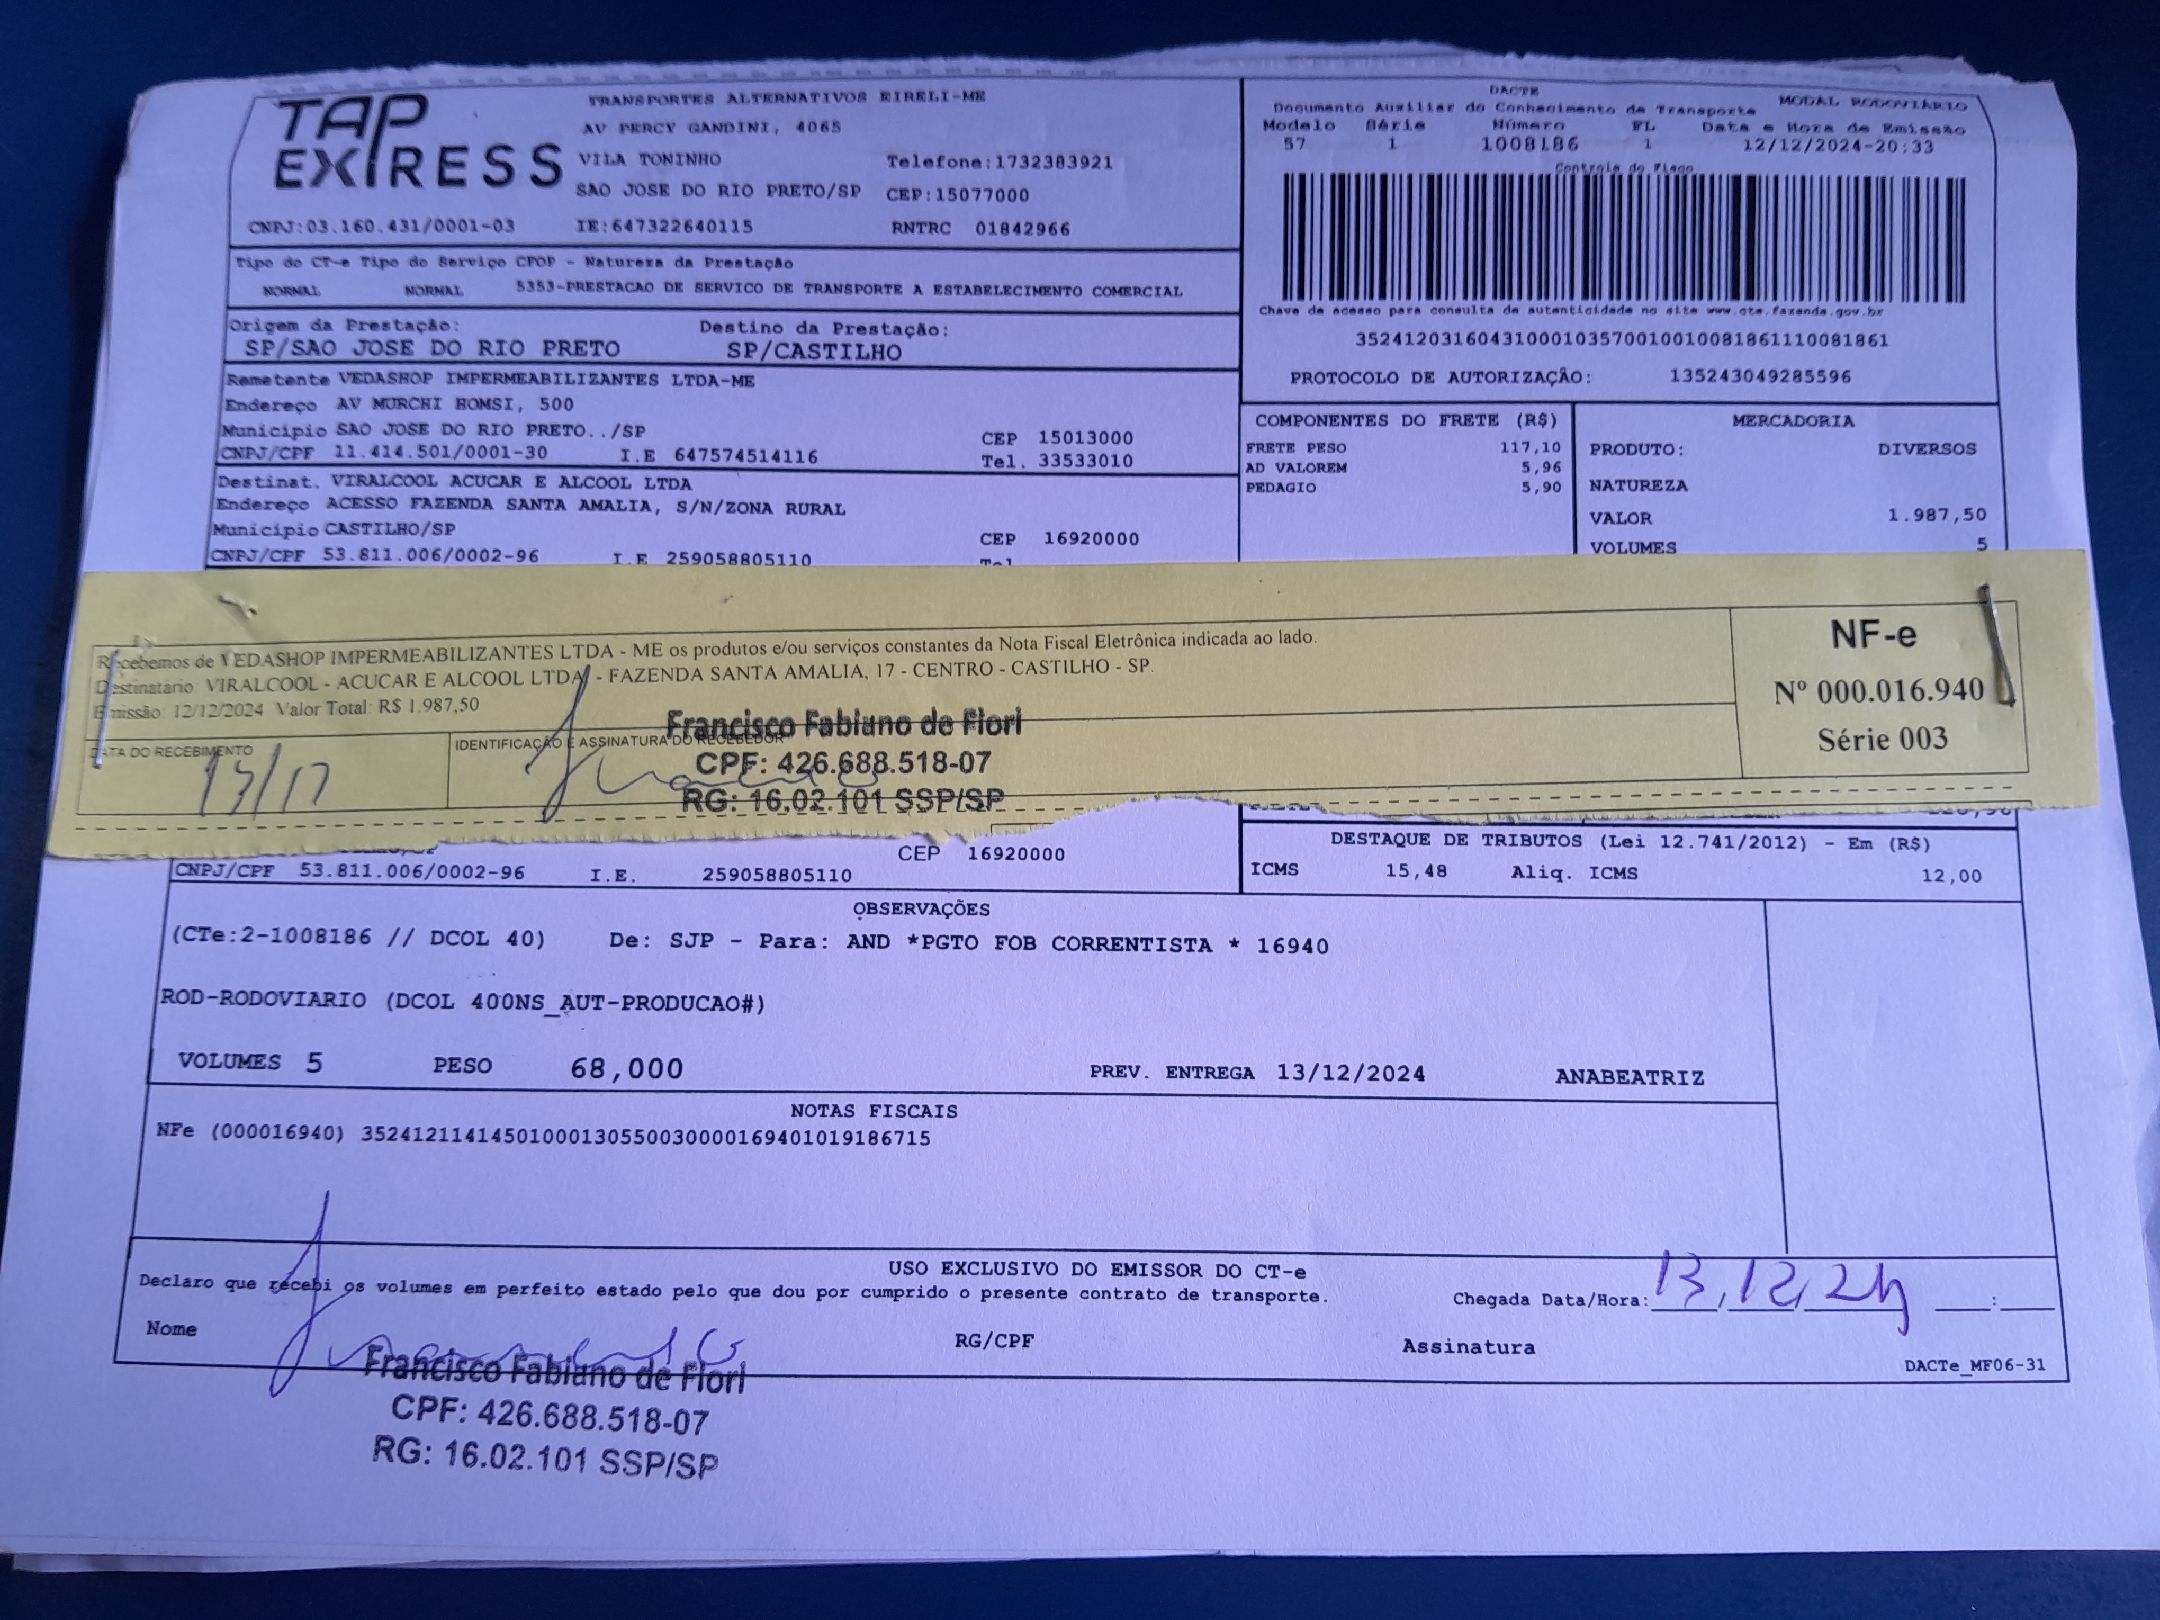 TAP EXPRESS
TRANSPORTES ALTERNATIVOS EIRELI-ME
AV PERCY GANDINI, 4065
VILA TONINHO Telefone:1732383921
SAO JOSE DO RIO PRETO/SP CEP:15077000
CNPJ:03.160.431/0001-03 IE:647322640115 RNTRC 01842966
DACTE
Documento Auxiliar do Conhecimento de Transporte MODAL RODOVIÁRIO
Modelo Série Número FL Data e Hora de Emissão
57 1 1008186 1 12/12/2024-20:33
Controle do Fisco
Chave de acesso para consulta de autenticidade no site www.cte.fazenda.gov.br
35241203160431000103570010010081861110081861
PROTOCOLO DE AUTORIZAÇÃO: 135243049285596
Tipo do CT-e Tipo do Serviço CFOP - Natureza da Prestação
NORMAL NORMAL 5353-PRESTACAO DE SERVICO DE TRANSPORTE A ESTABELECIMENTO COMERCIAL
Origem da Prestação: Destino da Prestação:
SP/SAO JOSE DO RIO PRETO SP/CASTILHO
Remetente VEDASHOP IMPERMEABILIZANTES LTDA-ME
Endereço AV MURCHI HOMSI, 500
Município SAO JOSE DO RIO PRETO../SP CEP 15013000
CNPJ/CPF 11.414.501/0001-30 I.E 647574514116 Tel. 33533010
Destinat. VIRALCOOL ACUCAR E ALCOOL LTDA
Endereço ACESSO FAZENDA SANTA AMALIA, S/N/ZONA RURAL
Município CASTILHO/SP CEP 16920000
CNPJ/CPF 53.811.006/0002-96 I.E 259058805110 Tel
COMPONENTES DO FRETE (R$)
FRETE PESO 117,10
AD VALOREM 5,96
PEDAGIO 5,90
MERCADORIA
PRODUTO: DIVERSOS
NATUREZA
VALOR 1.987,50
VOLUMES 5
Recebemos de VEDASHOP IMPERMEABILIZANTES LTDA - ME os produtos e/ou serviços constantes da Nota Fiscal Eletrônica indicada ao lado.
Destinatário: VIRALCOOL - ACUCAR E ALCOOL LTDA - FAZENDA SANTA AMALIA, 17 - CENTRO - CASTILHO - SP.
Emissão: 12/12/2024 Valor Total: R$ 1.987,50
DATA DO RECEBIMENTO
13/12
IDENTIFICAÇÃO E ASSINATURA DO RECEBEDOR
Francisco Fabiano de Fiori
CPF: 426.688.518-07
RG: 16.02.101 SSP/SP
NF-e
Nº 000.016.940
Série 003
CEP 16920000
CNPJ/CPF 53.811.006/0002-96 I.E. 259058805110
DESTAQUE DE TRIBUTOS (Lei 12.741/2012) - Em (R$)
ICMS 15,48 Aliq. ICMS 12,00
OBSERVAÇÕES
(CTe:2-1008186 // DCOL 40) De: SJP - Para: AND *PGTO FOB CORRENTISTA * 16940
ROD-RODOVIARIO (DCOL 400NS_AUT-PRODUCAO#)
VOLUMES 5 PESO 68,000 PREV. ENTREGA 13/12/2024 ANABEATRIZ
NOTAS FISCAIS
NFe (000016940) 35241211414501000130550030000169401019186715
USO EXCLUSIVO DO EMISSOR DO CT-e
Declaro que recebi os volumes em perfeito estado pelo que dou por cumprido o presente contrato de transporte.
Chegada Data/Hora: 13,12,24 :
Nome RG/CPF Assinatura
DACTe_MF06-31
Francisco Fabiano de Fiori
CPF: 426.688.518-07
RG: 16.02.101 SSP/SP